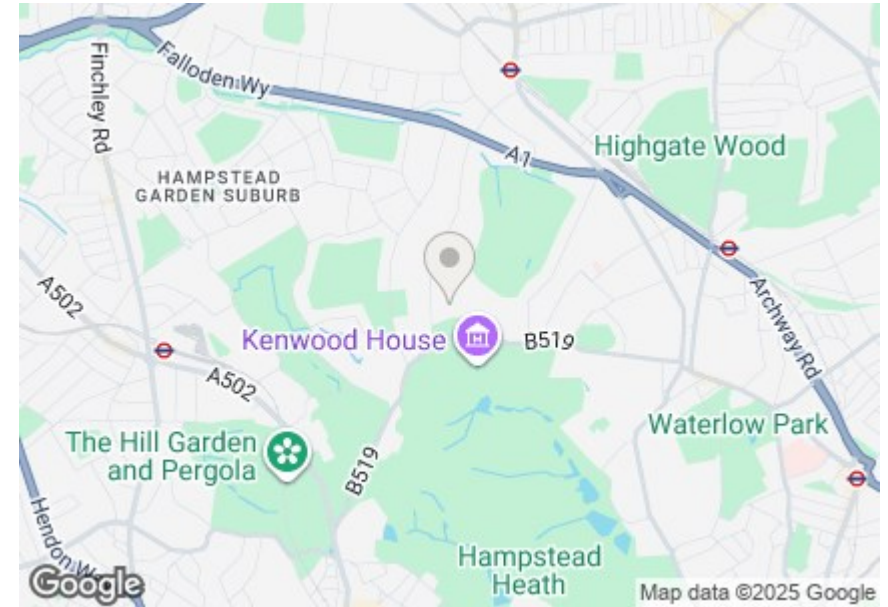 Finchley Rd
Falloden Wy
A1
Highgate Wood
HAMPSTEAD
GARDEN SUBURB
A502
Kenwood House
B519
Archway Rd
A502
The Hill Garden
and Pergola
B519
Waterlow Park
Hendon W
Hampstead
Heath
Google
Map data ©2025 Google